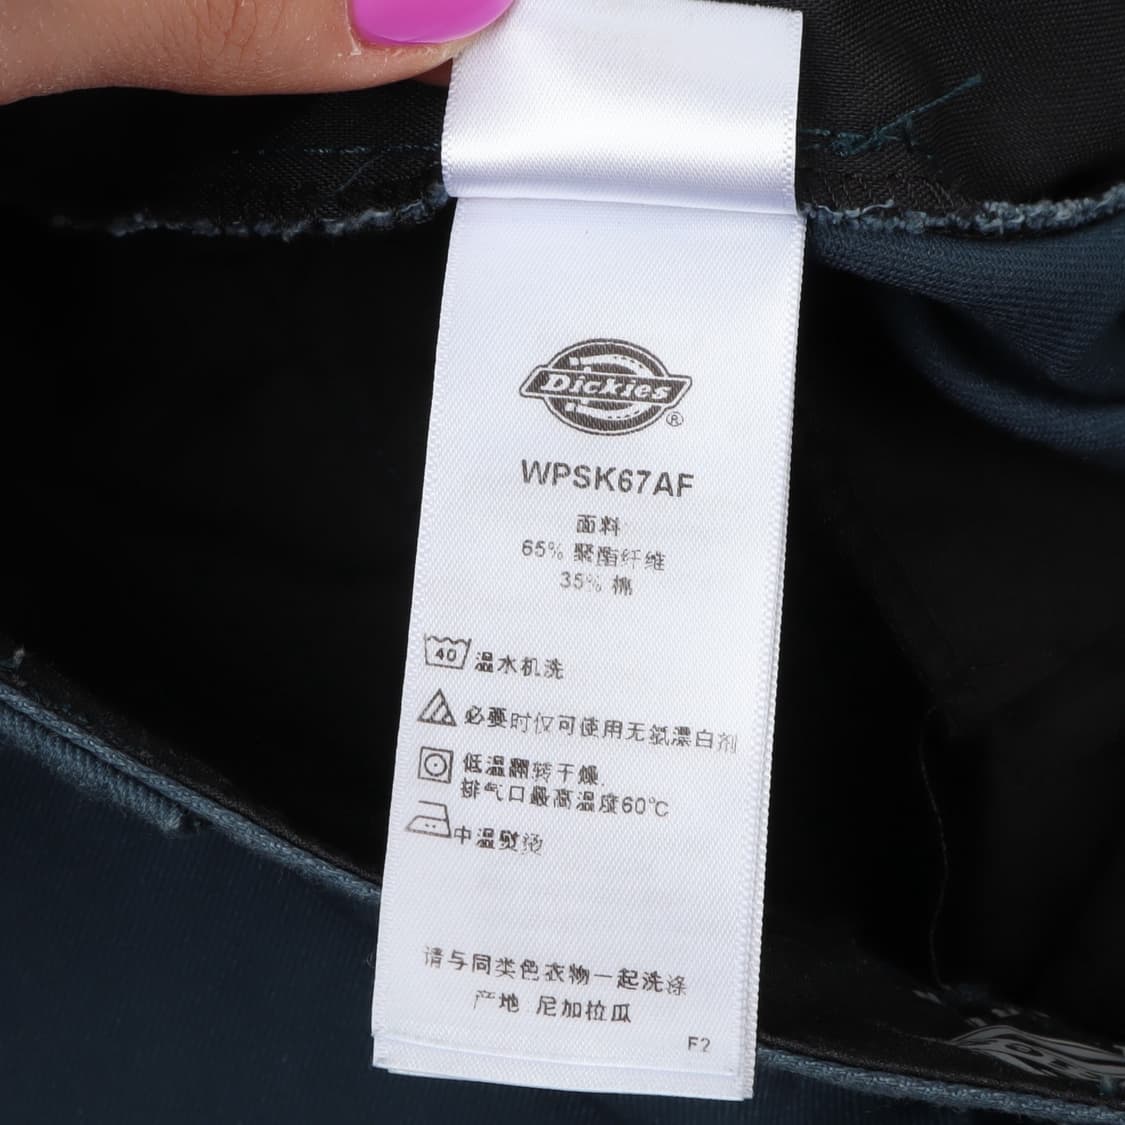 Dickies®
WPSK67AF
面料
65% 聚酯纤维
35% 棉
40 温水机洗
必要时仅可使用无氯漂白剂
低温翻转干燥,
排气口最高温度60℃
中温熨烫
请与同类色衣物一起洗涤
产地 尼加拉瓜
F2